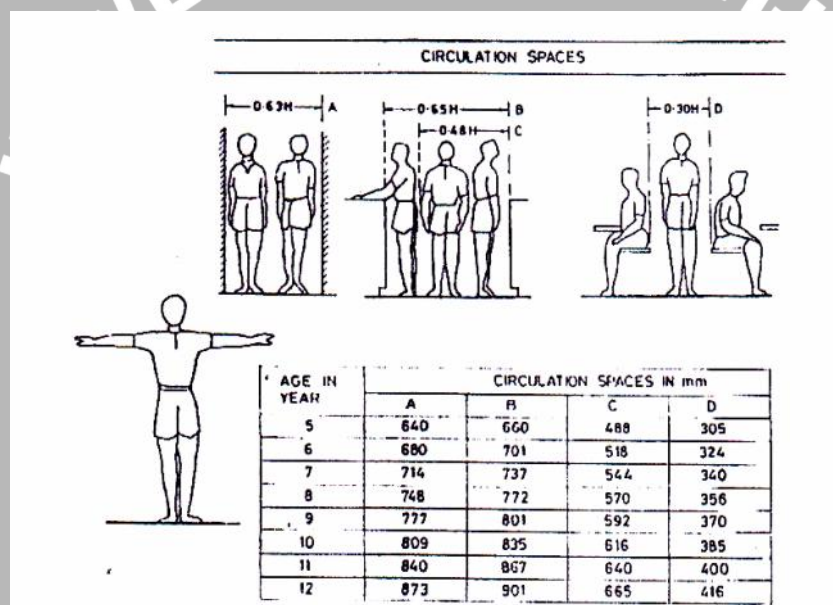 CIRCULATION SPACES
0.63H A
0.65H B
0.48H C
0.30H D
AGE IN YEAR CIRCULATION SPACES IN mm
A B C D
5 640 660 488 305
6 680 701 518 324
7 714 737 544 340
8 748 772 570 356
9 777 801 592 370
10 809 835 616 385
11 840 867 640 400
12 873 901 665 416